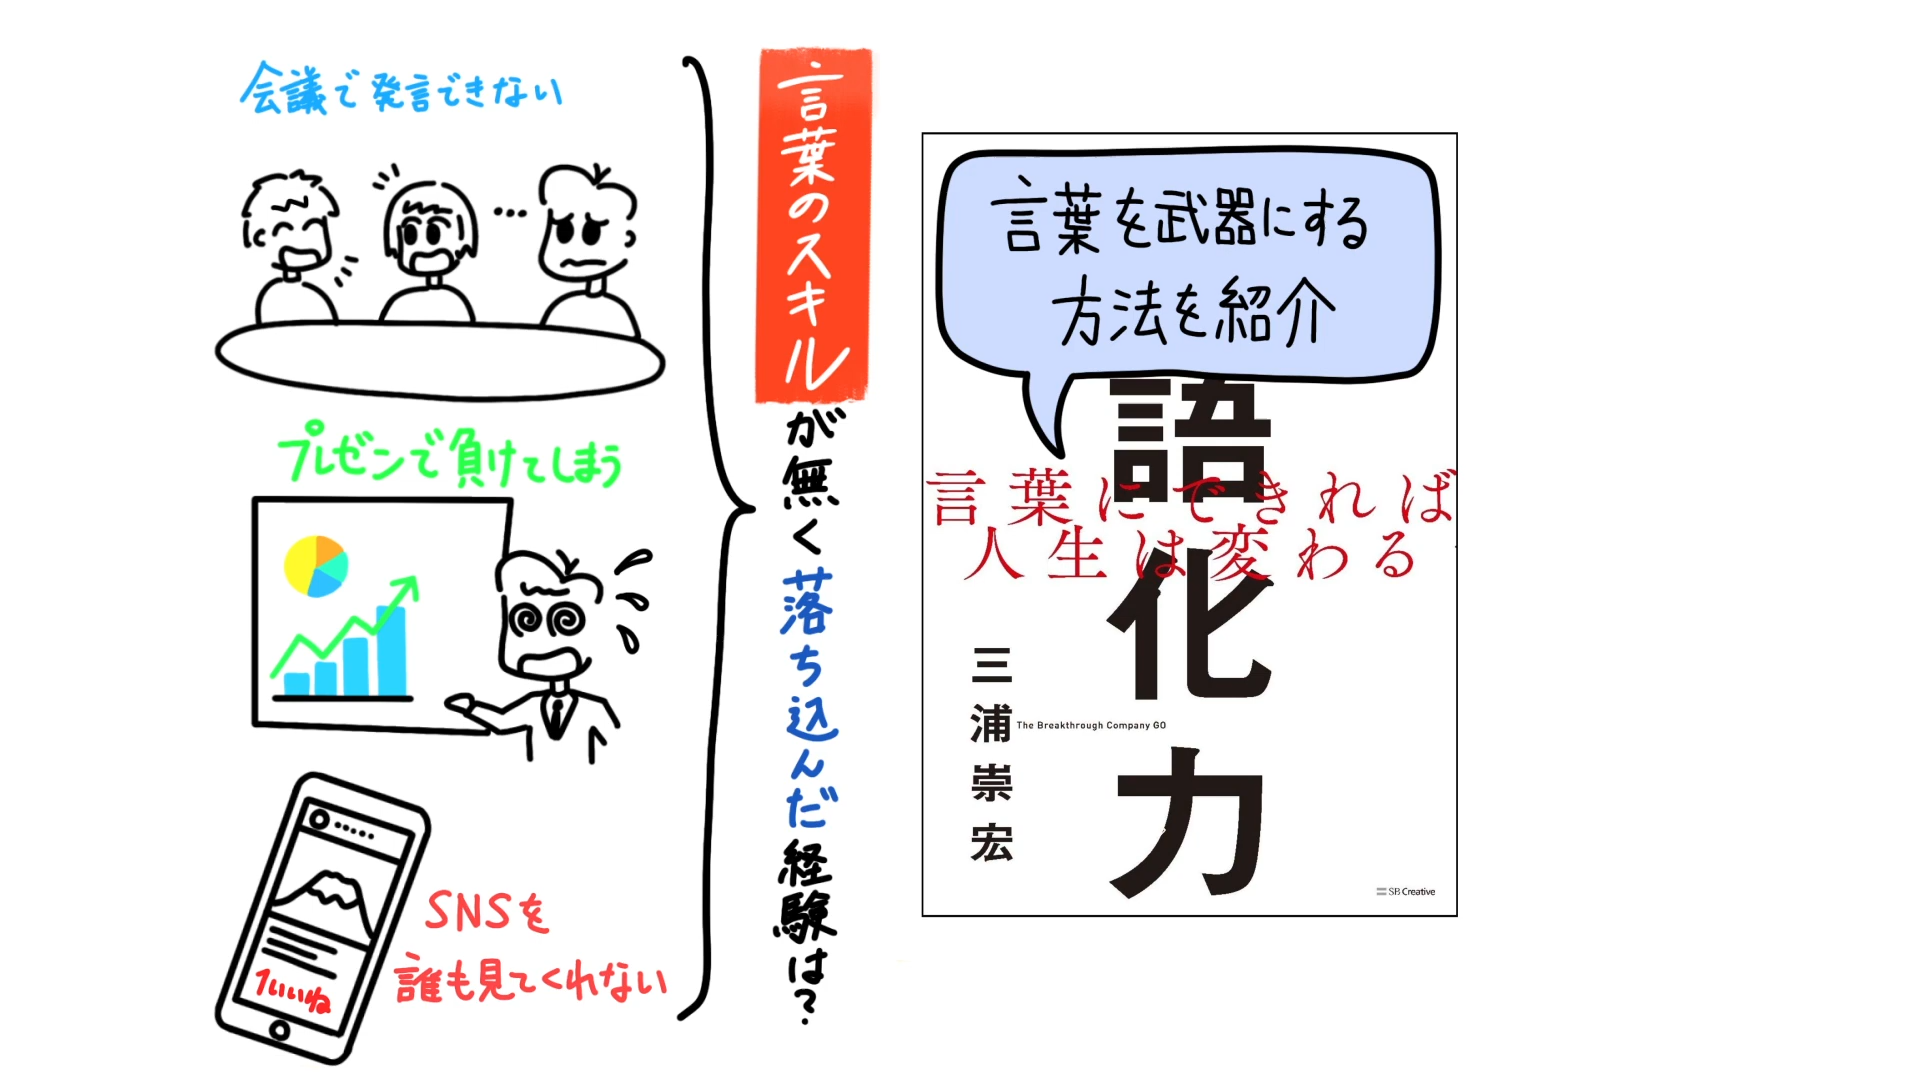 会議で発言できない
プレゼンで負けてしまう
SNSを
誰も見てくれない
1いいね
言葉のスキルが無く落ち込んだ経験は?
言葉を武器にする
方法を紹介
語化力
言葉にできれば
人生は変わる
三浦崇宏
The Breakthrough Company GO
SB Creative